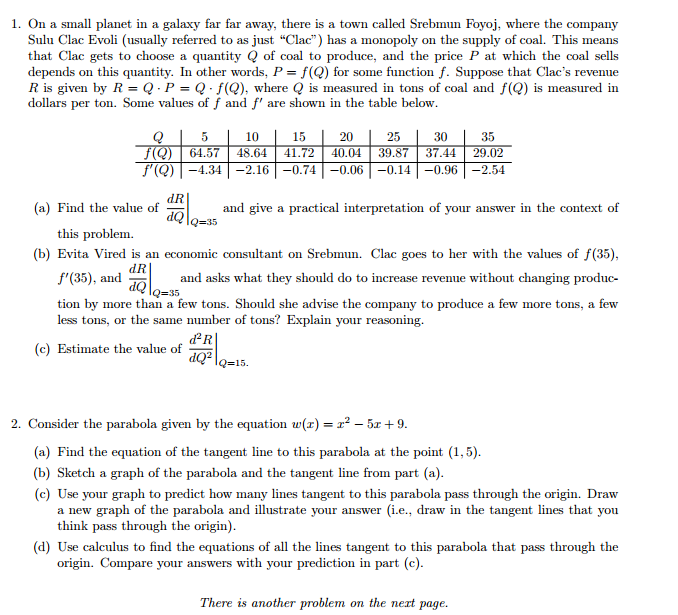 1. On a small planet in a galaxy far far away, there is a town called Srebmun Foyoj, where the company
Sulu Clac Evoli (usually referred to as just “Clac”) has a monopoly on the supply of coal. This means
that Clac gets to choose a quantity Q of coal to produce, and the price P at which the coal sells
depends on this quantity. In other words, P = f(Q) for some function f. Suppose that Clac's revenue
R is given by R = Q · P = Q · f(Q), where Q is measured in tons of coal and f(Q) is measured in
dollars per ton. Some values of f and f′ are shown in the table below.
Q | 5 | 10 | 15 | 20 | 25 | 30 | 35
f(Q) | 64.57 | 48.64 | 41.72 | 40.04 | 39.87 | 37.44 | 29.02
f′(Q) | −4.34 | −2.16 | −0.74 | −0.06 | −0.14 | −0.96 | −2.54
(a) Find the value of dR/dQ|Q=35 and give a practical interpretation of your answer in the context of
this problem.
(b) Evita Vired is an economic consultant on Srebmun. Clac goes to her with the values of f(35),
f′(35), and dR/dQ|Q=35 and asks what they should do to increase revenue without changing produc-
tion by more than a few tons. Should she advise the company to produce a few more tons, a few
less tons, or the same number of tons? Explain your reasoning.
(c) Estimate the value of d²R/dQ²|Q=15.
2. Consider the parabola given by the equation w(x) = x² − 5x + 9.
(a) Find the equation of the tangent line to this parabola at the point (1, 5).
(b) Sketch a graph of the parabola and the tangent line from part (a).
(c) Use your graph to predict how many lines tangent to this parabola pass through the origin. Draw
a new graph of the parabola and illustrate your answer (i.e., draw in the tangent lines that you
think pass through the origin).
(d) Use calculus to find the equations of all the lines tangent to this parabola that pass through the
origin. Compare your answers with your prediction in part (c).
There is another problem on the next page.